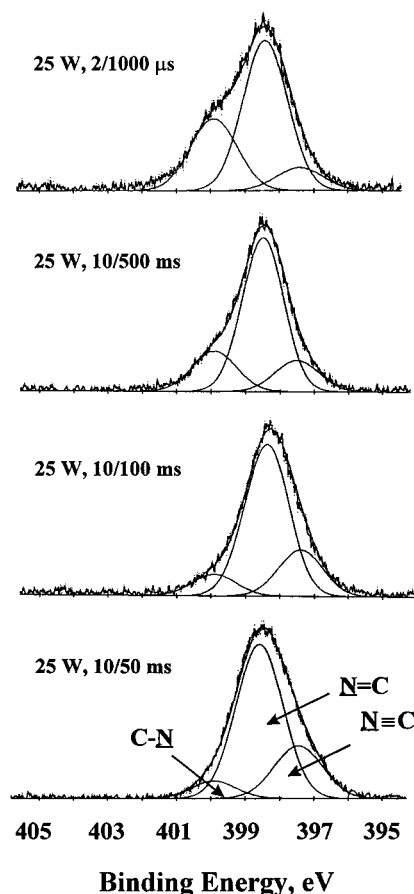 25 W, 2/1000 μs
25 W, 10/500 ms
25 W, 10/100 ms
25 W, 10/50 ms
N=C
N≡C
C-N
405 403 401 399 397 395
Binding Energy, eV